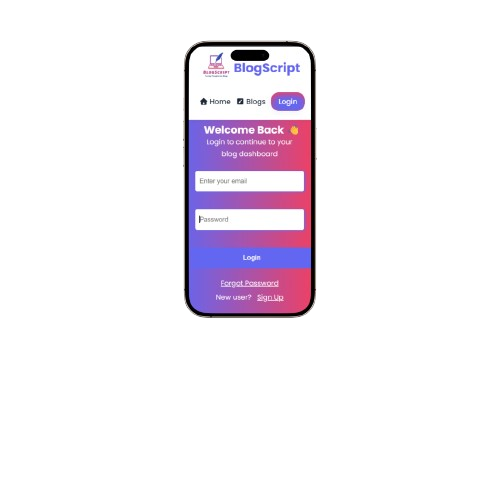 BLOGSCRIPT
BlogScript
Home Blogs Login
Welcome Back 👋
Login to continue to your
blog dashboard
Enter your email
Password
Login
Forgot Password
New user? Sign Up